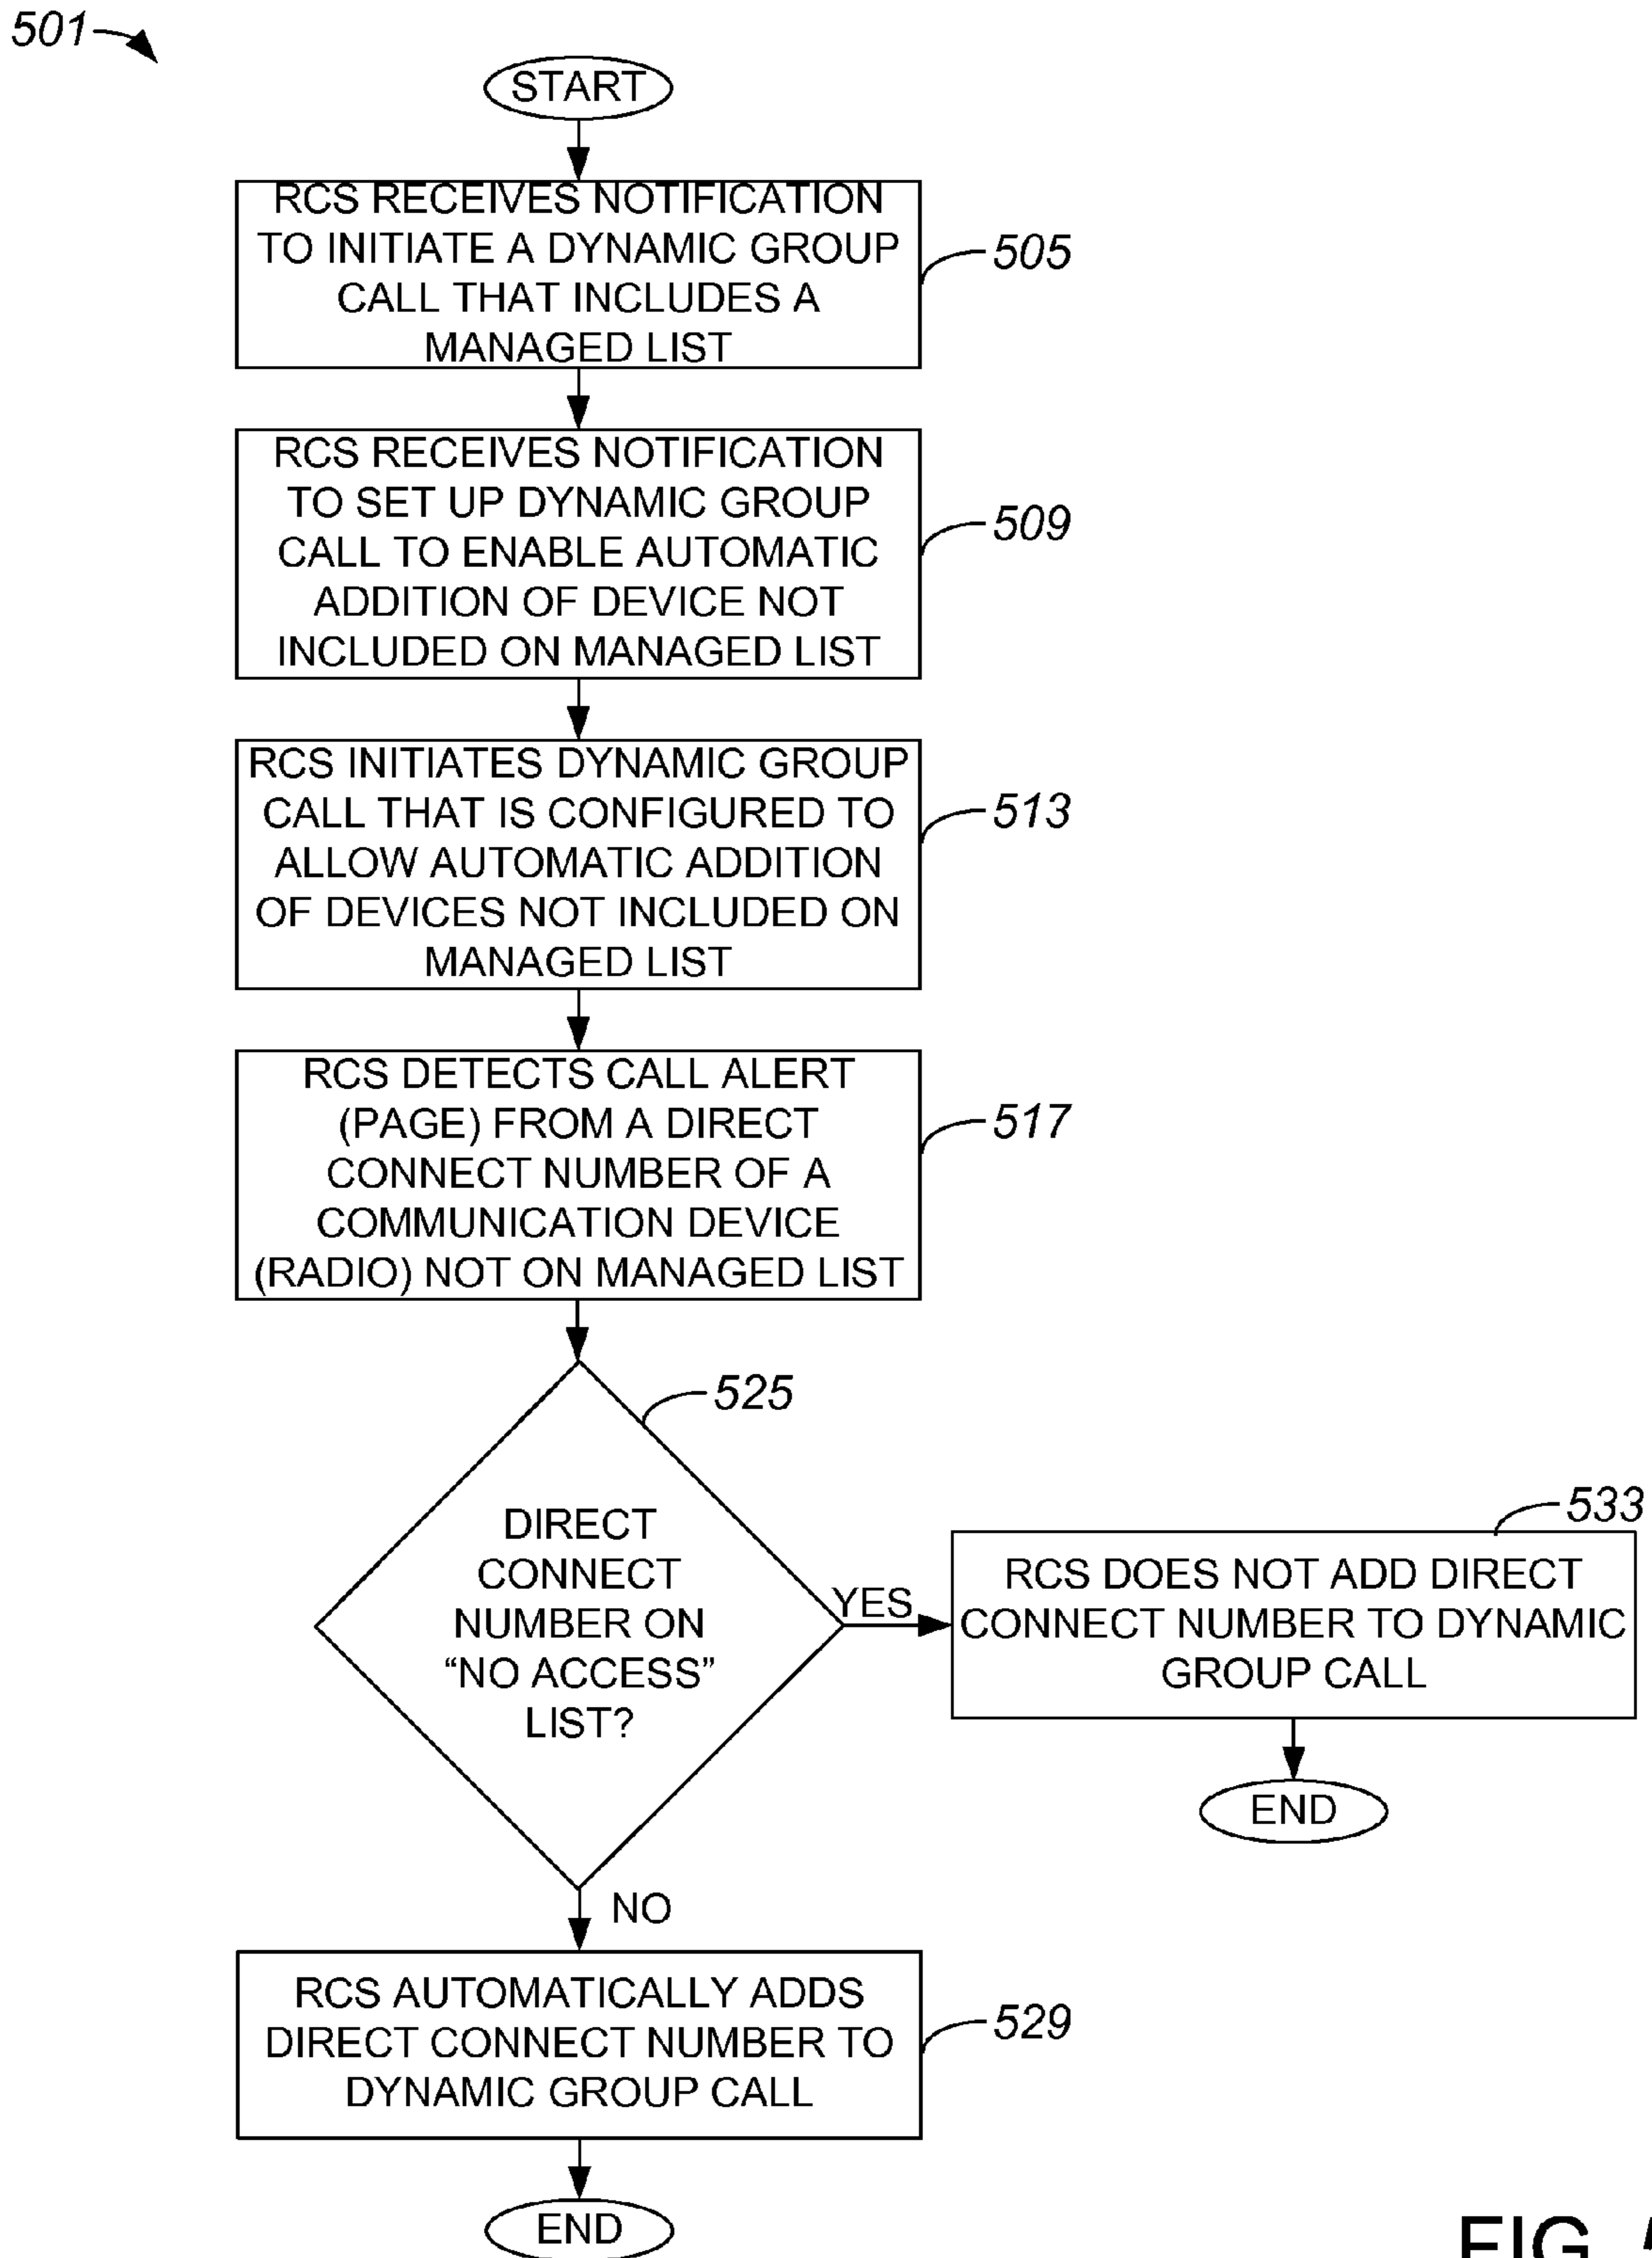 501
START
RCS RECEIVES NOTIFICATION
TO INITIATE A DYNAMIC GROUP
CALL THAT INCLUDES A
MANAGED LIST
505
RCS RECEIVES NOTIFICATION
TO SET UP DYNAMIC GROUP
CALL TO ENABLE AUTOMATIC
ADDITION OF DEVICE NOT
INCLUDED ON MANAGED LIST
509
RCS INITIATES DYNAMIC GROUP
CALL THAT IS CONFIGURED TO
ALLOW AUTOMATIC ADDITION
OF DEVICES NOT INCLUDED ON
MANAGED LIST
513
RCS DETECTS CALL ALERT
(PAGE) FROM A DIRECT
CONNECT NUMBER OF A
COMMUNICATION DEVICE
(RADIO) NOT ON MANAGED LIST
517
525
DIRECT
CONNECT
NUMBER ON
“NO ACCESS”
LIST?
YES
533
RCS DOES NOT ADD DIRECT
CONNECT NUMBER TO DYNAMIC
GROUP CALL
END
NO
RCS AUTOMATICALLY ADDS
DIRECT CONNECT NUMBER TO
DYNAMIC GROUP CALL
529
END
FIG.